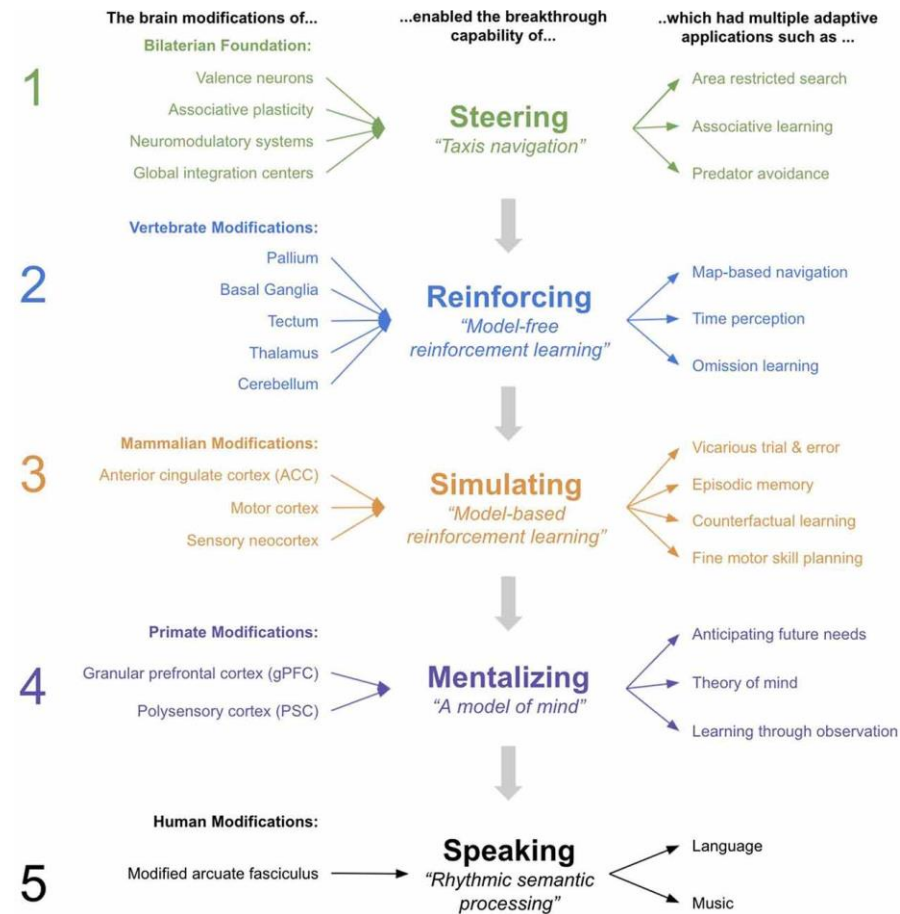 The brain modifications of...
...enabled the breakthrough
capability of...
..which had multiple adaptive
applications such as ...
1
Bilaterian Foundation:
Valence neurons
Associative plasticity
Neuromodulatory systems
Global integration centers
Steering
“Taxis navigation”
Area restricted search
Associative learning
Predator avoidance
2
Vertebrate Modifications:
Pallium
Basal Ganglia
Tectum
Thalamus
Cerebellum
Reinforcing
“Model-free
reinforcement learning”
Map-based navigation
Time perception
Omission learning
3
Mammalian Modifications:
Anterior cingulate cortex (ACC)
Motor cortex
Sensory neocortex
Simulating
“Model-based
reinforcement learning”
Vicarious trial & error
Episodic memory
Counterfactual learning
Fine motor skill planning
4
Primate Modifications:
Granular prefrontal cortex (gPFC)
Polysensory cortex (PSC)
Mentalizing
“A model of mind”
Anticipating future needs
Theory of mind
Learning through observation
5
Human Modifications:
Modified arcuate fasciculus
Speaking
“Rhythmic semantic
processing”
Language
Music